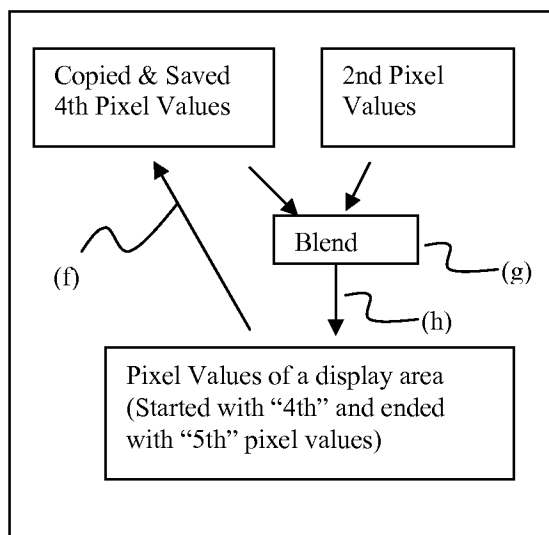 Copied & Saved
4th Pixel Values
2nd Pixel
Values
Blend
(f)
(g)
(h)
Pixel Values of a display area
(Started with “4th” and ended
with “5th” pixel values)